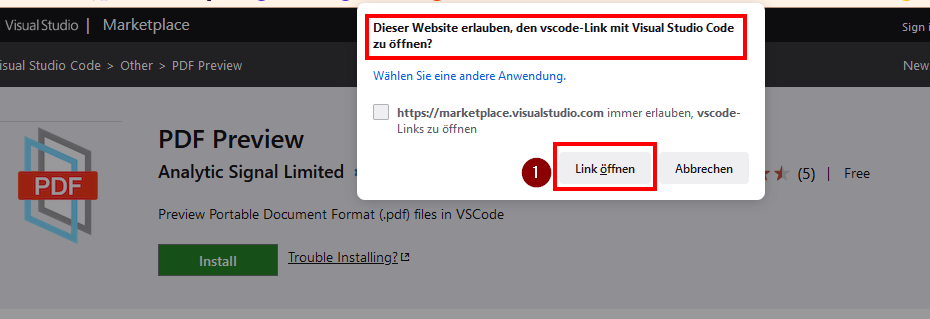 Visual Studio | Marketplace
Sign i
isual Studio Code > Other > PDF Preview
New
Dieser Website erlauben, den vscode-Link mit Visual Studio Code
zu öffnen?
Wählen Sie eine andere Anwendung.
https://marketplace.visualstudio.com immer erlauben, vscode-
Links zu öffnen
1
Link öffnen
Abbrechen
PDF
PDF Preview
Analytic Signal Limited
(5) | Free
Preview Portable Document Format (.pdf) files in VSCode
Install
Trouble Installing?